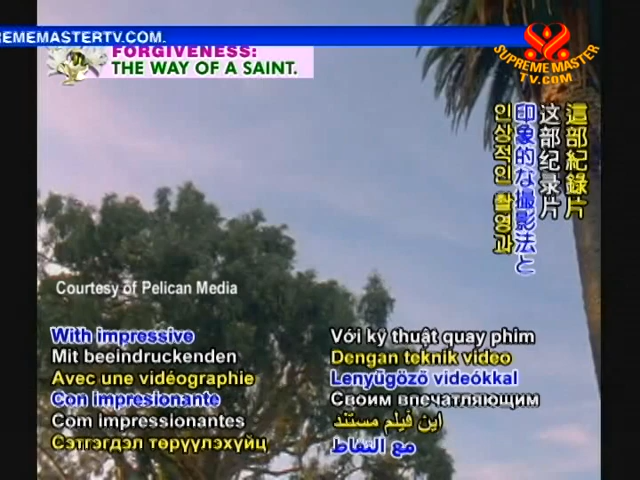 REMEMASTERTV.COM.
FORGIVENESS:
THE WAY OF A SAINT.
SUPREME MASTER
TV.COM
這部紀錄片
这部纪录片
印象的な撮影法と
인상적인 촬영과
Courtesy of Pelican Media
With impressive
Mit beeindruckenden
Avec une vidéographie
Con impresionante
Com impressionantes
Сэтгэгдэл төрүүлэхүйц
Với kỹ thuật quay phim
Dengan teknik video
Lenyűgöző videókkal
Своим впечатляющим
این فیلم مستند
مع التقاط